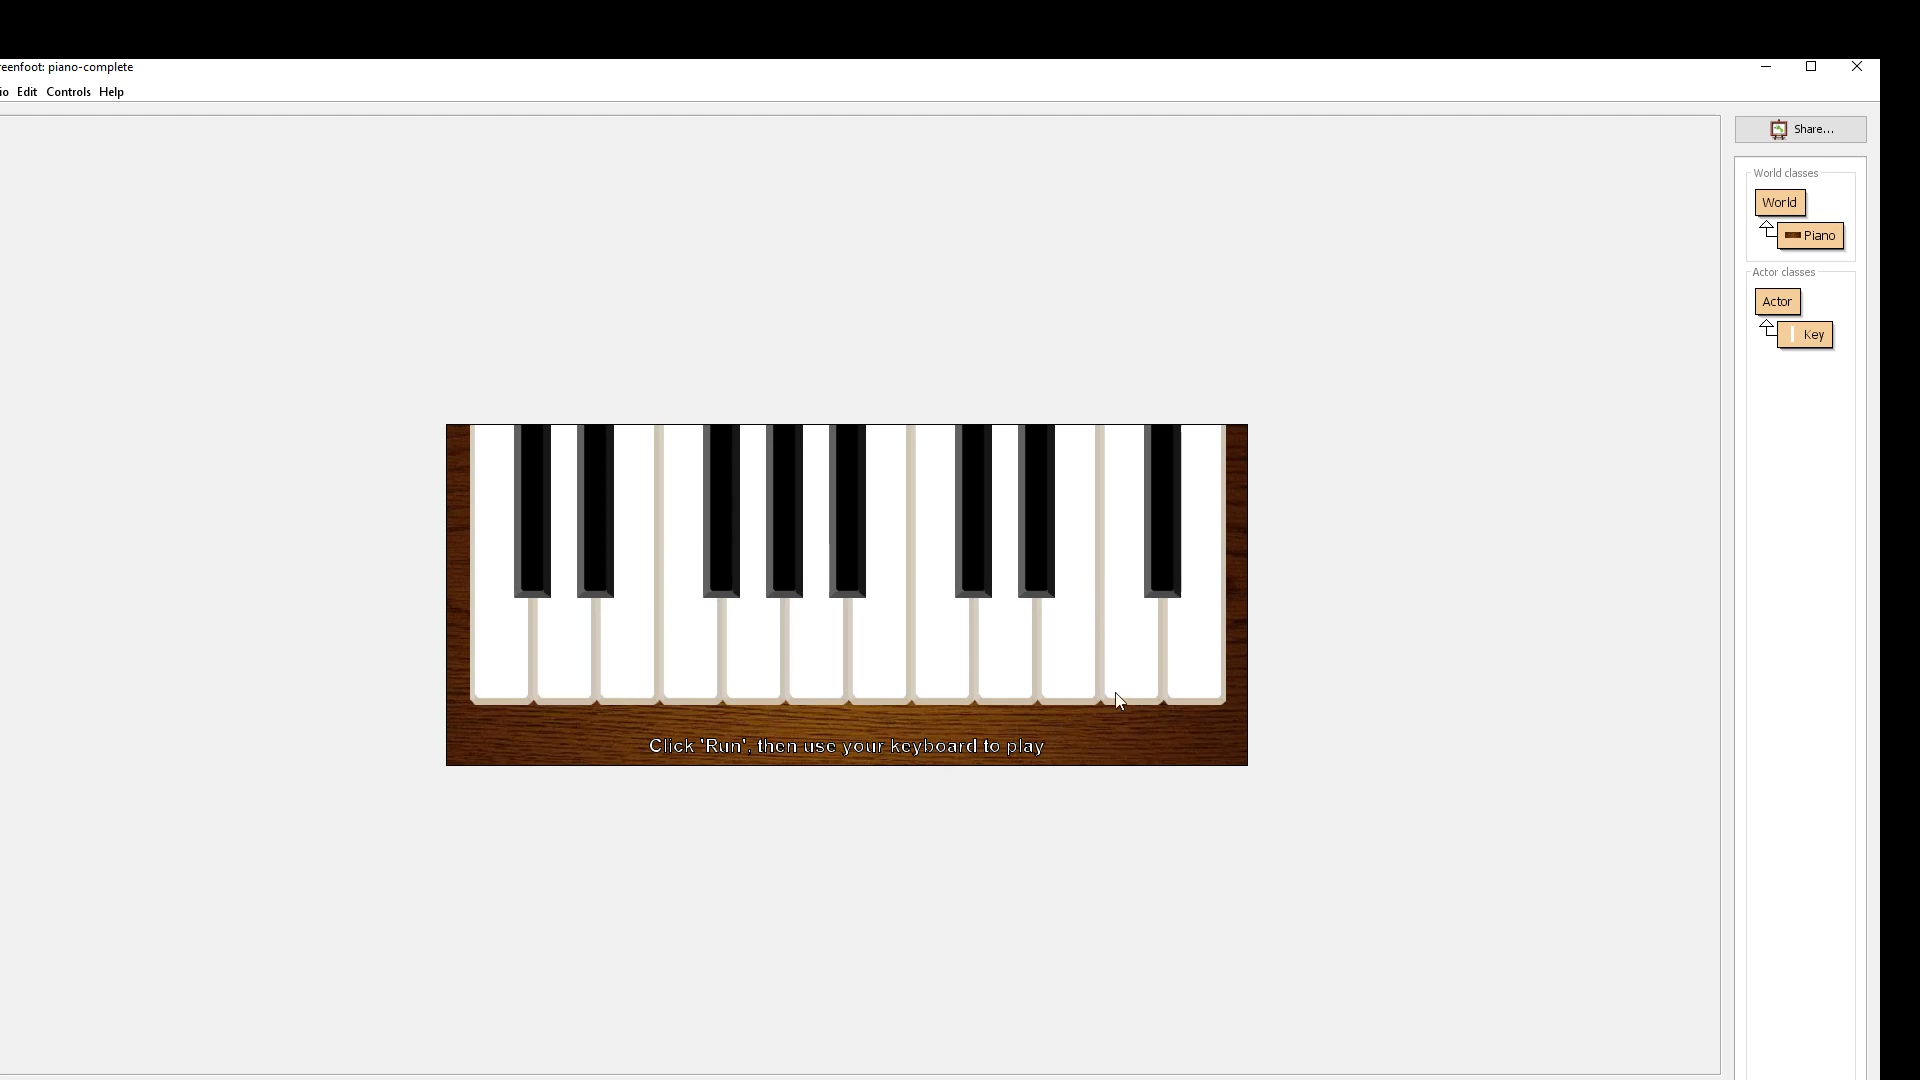 reenfoot: piano-complete
io Edit Controls Help
Share...
World classes
World
Piano
Actor classes
Actor
Key
Click 'Run', then use your keyboard to play